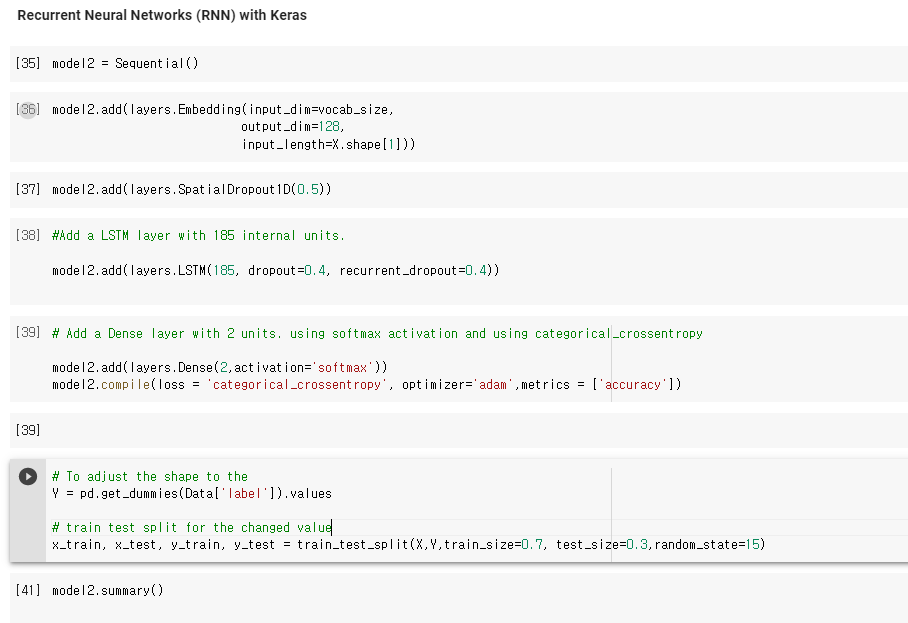 Recurrent Neural Networks (RNN) with Keras
[35] model2 = Sequential()
[36] model2.add(layers.Embedding(input_dim=vocab_size,
output_dim=128,
input_length=X.shape[1]))
[37] model2.add(layers.SpatialDropout1D(0.5))
[38] #Add a LSTM layer with 185 internal units.
model2.add(layers.LSTM(185, dropout=0.4, recurrent_dropout=0.4))
[39] # Add a Dense layer with 2 units. using softmax activation and using categorical_crossentropy
model2.add(layers.Dense(2,activation='softmax'))
model2.compile(loss = 'categorical_crossentropy', optimizer='adam',metrics = ['accuracy'])
[39]
# To adjust the shape to the
Y = pd.get_dummies(Data['label']).values
# train test split for the changed value
x_train, x_test, y_train, y_test = train_test_split(X,Y,train_size=0.7, test_size=0.3,random_state=15)
[41] model2.summary()